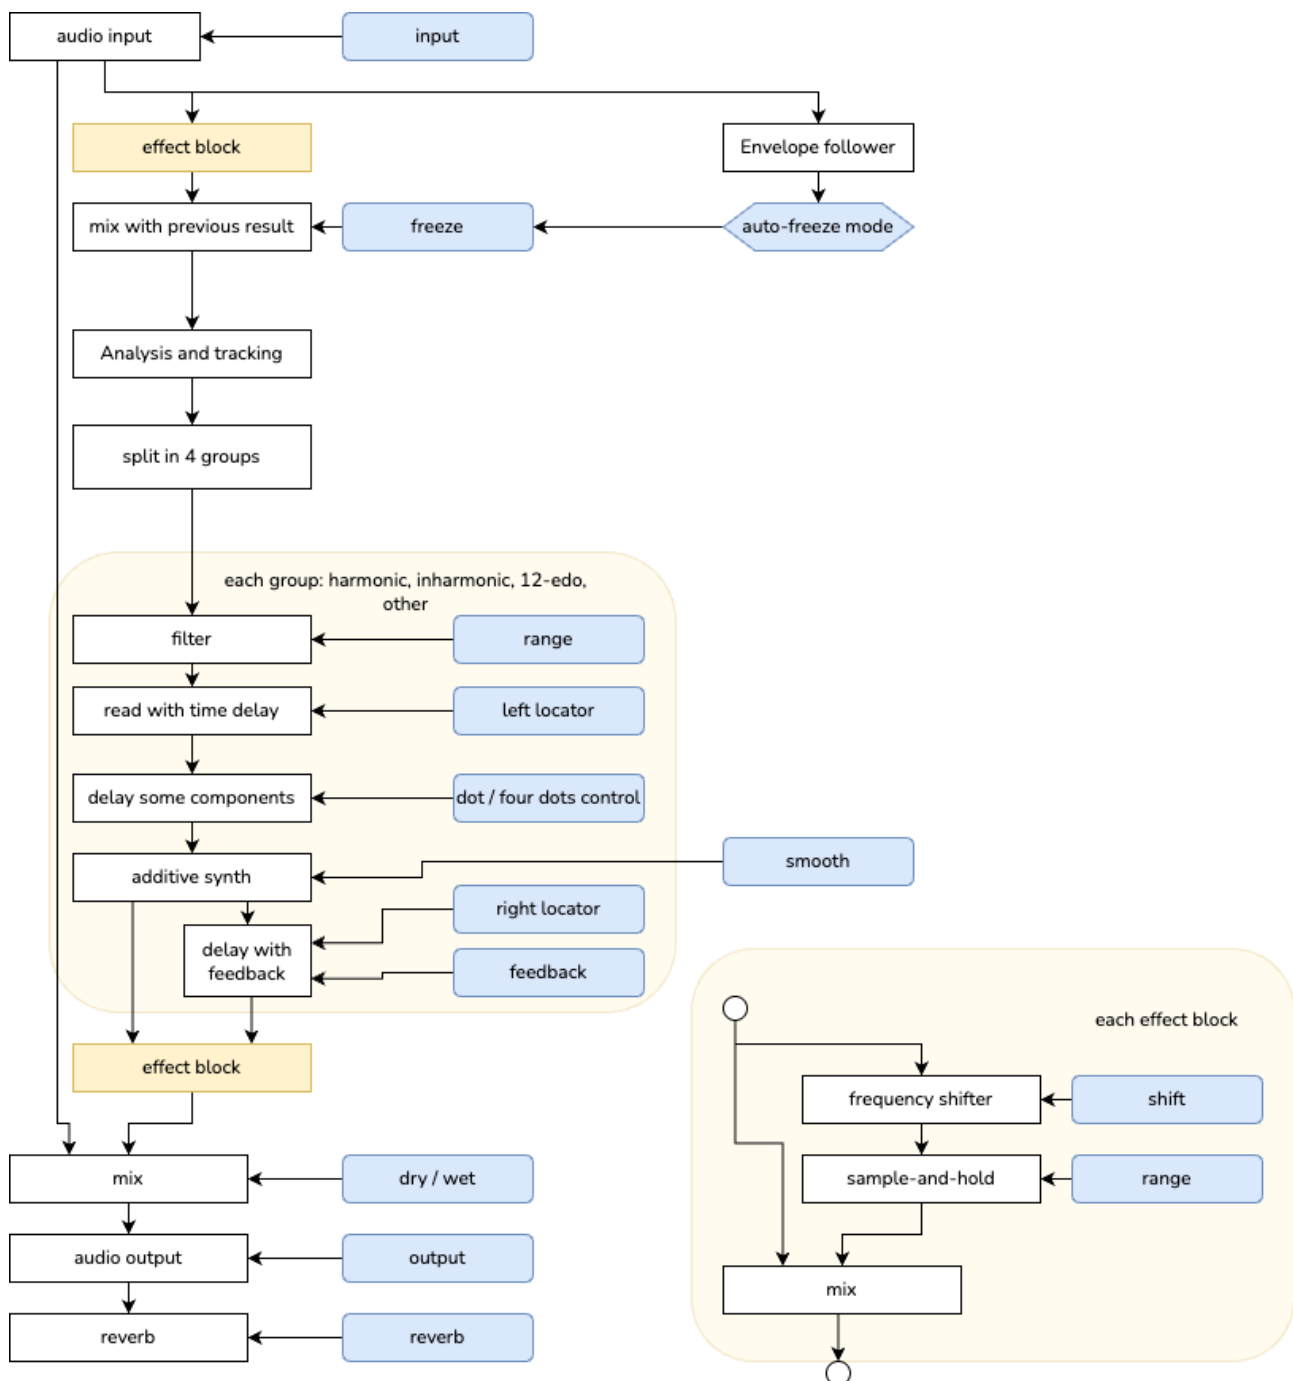 audio input
input
effect block
Envelope follower
mix with previous result
freeze
auto-freeze mode
Analysis and tracking
split in 4 groups
each group: harmonic, inharmonic, 12-edo,
other
filter
range
read with time delay
left locator
delay some components
dot / four dots control
additive synth
smooth
right locator
delay with
feedback
feedback
effect block
each effect block
frequency shifter
shift
sample-and-hold
range
mix
mix
dry / wet
audio output
output
reverb
reverb